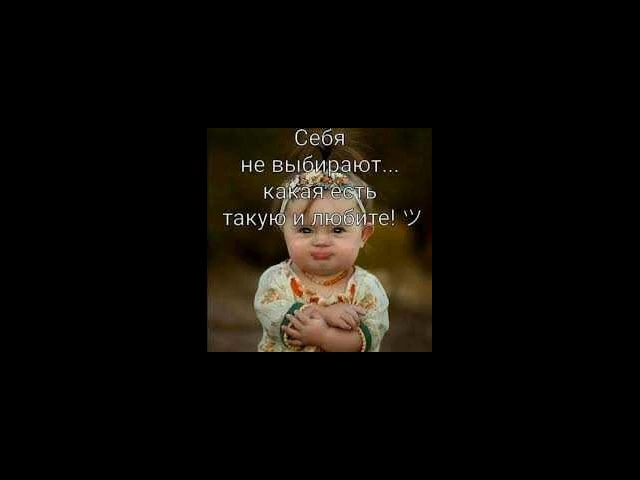 Себя
не выбирают...
какая есть
такую и любите! ツ